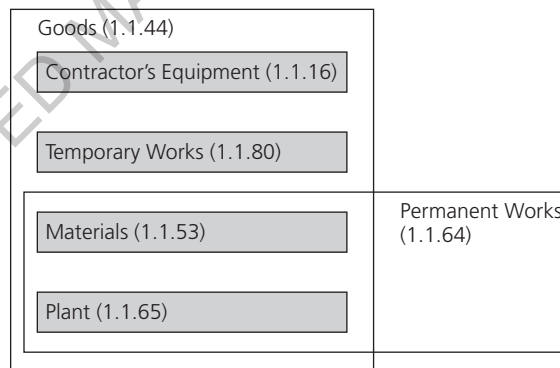 Goods (1.1.44)
Contractor’s Equipment (1.1.16)
Temporary Works (1.1.80)
Materials (1.1.53)
Permanent Works
(1.1.64)
Plant (1.1.65)